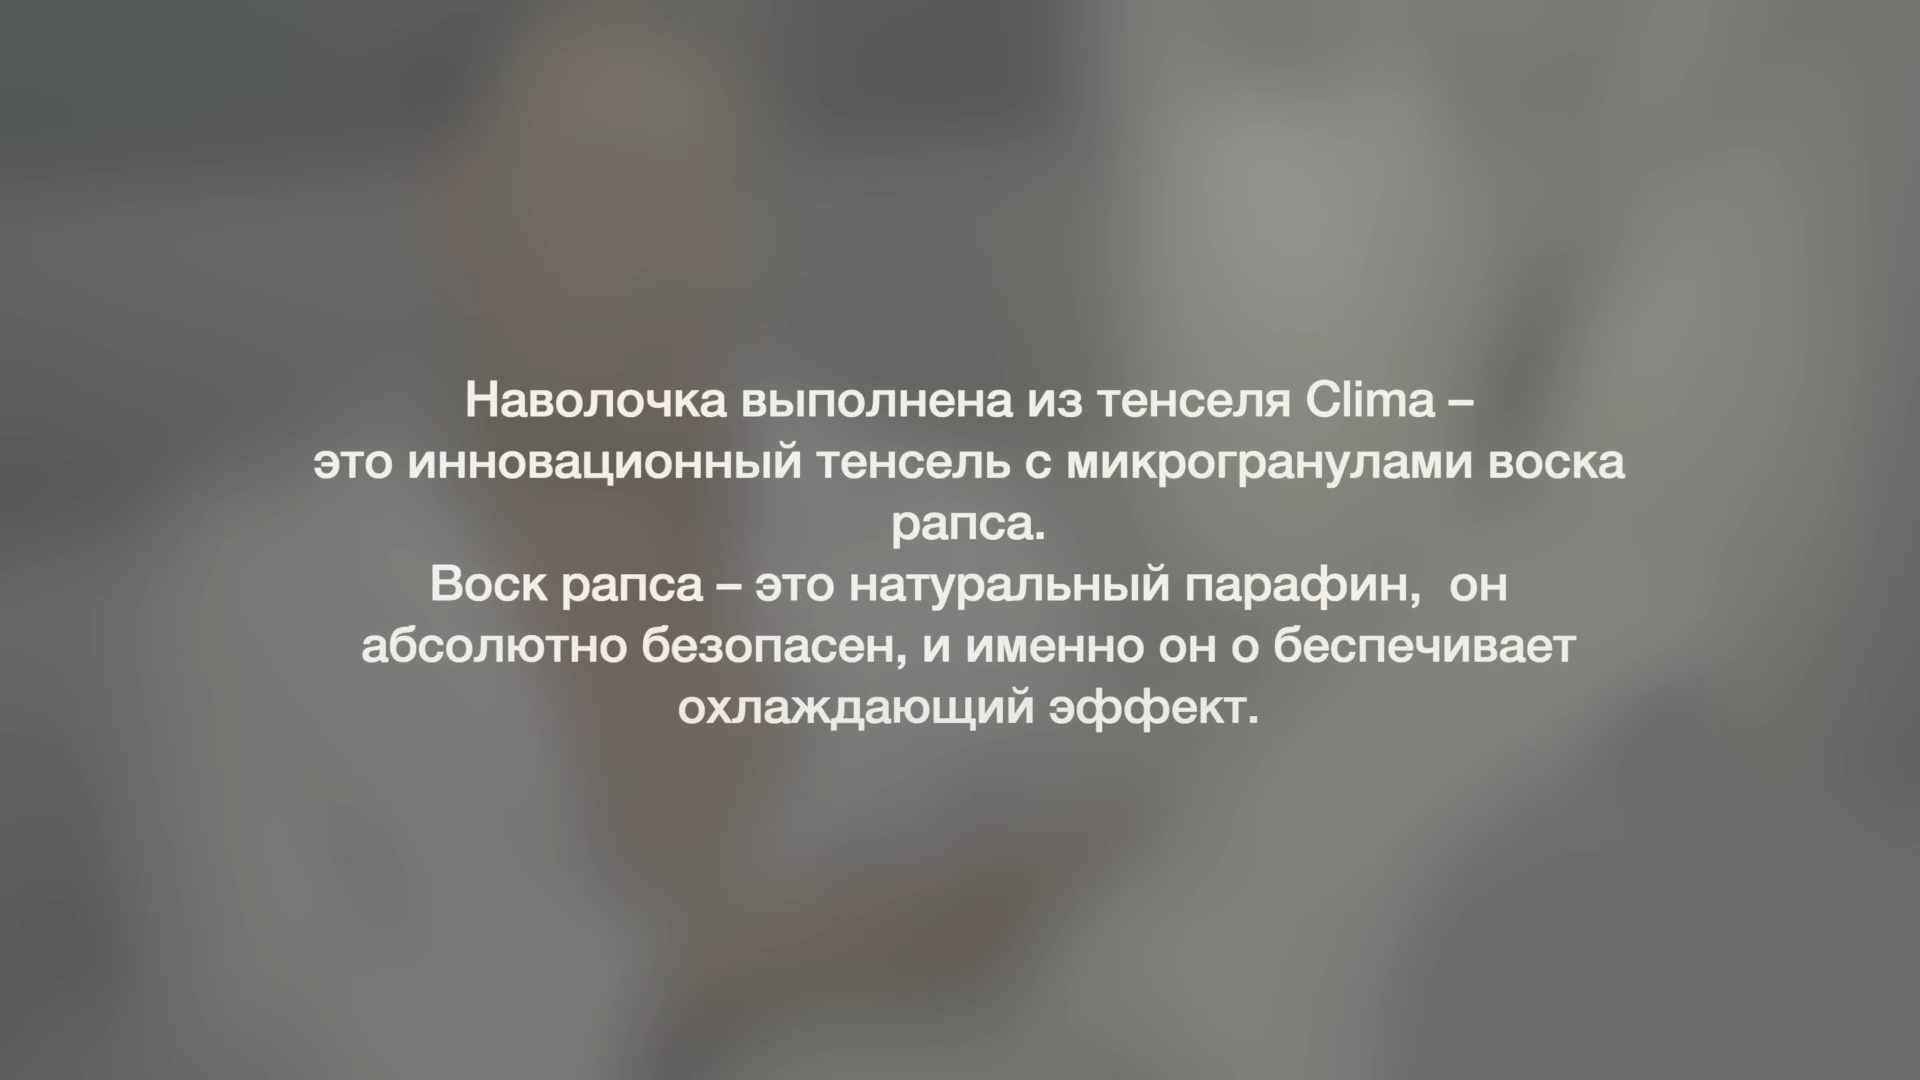 Наволочка выполнена из тенселя Clima –
это инновационный тенсель с микрогранулами воска
рапса.
Воск рапса – это натуральный парафин,  он
абсолютно безопасен, и именно он о беспечивает
охлаждающий эффект.